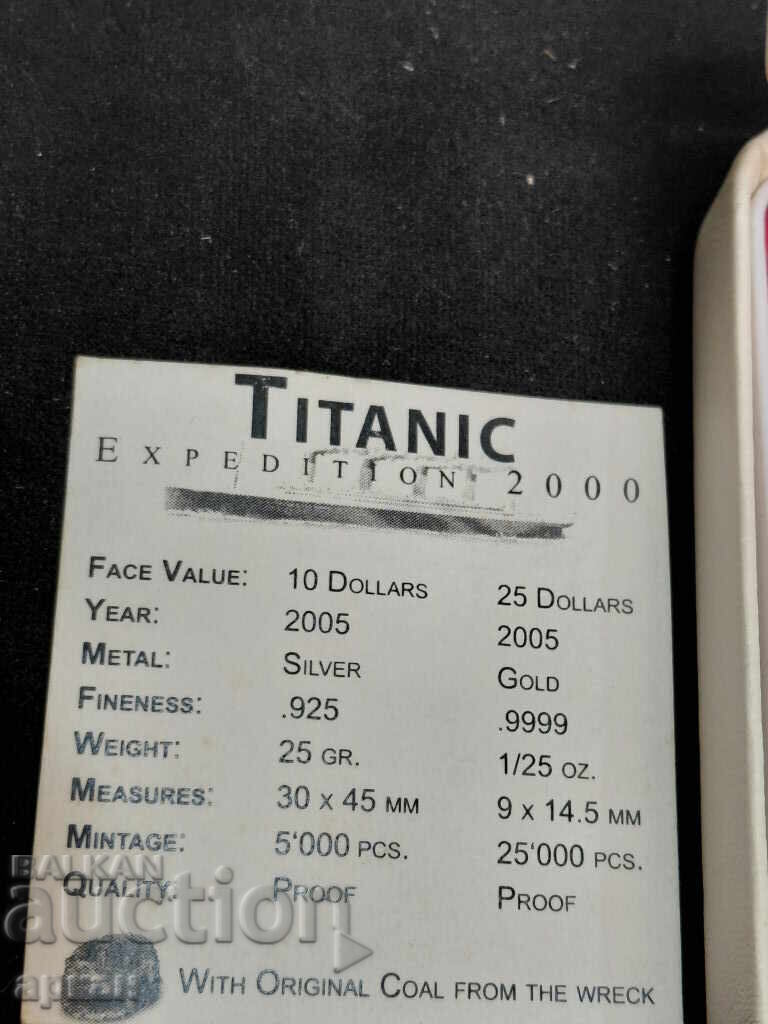 TITANIC
EXPEDITION 2000
FACE VALUE: 10 DOLLARS 25 DOLLARS
YEAR: 2005 2005
METAL: SILVER GOLD
FINENESS: .925 .9999
WEIGHT: 25 GR. 1/25 OZ.
MEASURES: 30 X 45 MM 9 X 14.5 MM
MINTAGE: 5'000 PCS. 25'000 PCS.
QUALITY: PROOF PROOF
WITH ORIGINAL COAL FROM THE WRECK
BALKAN
auction